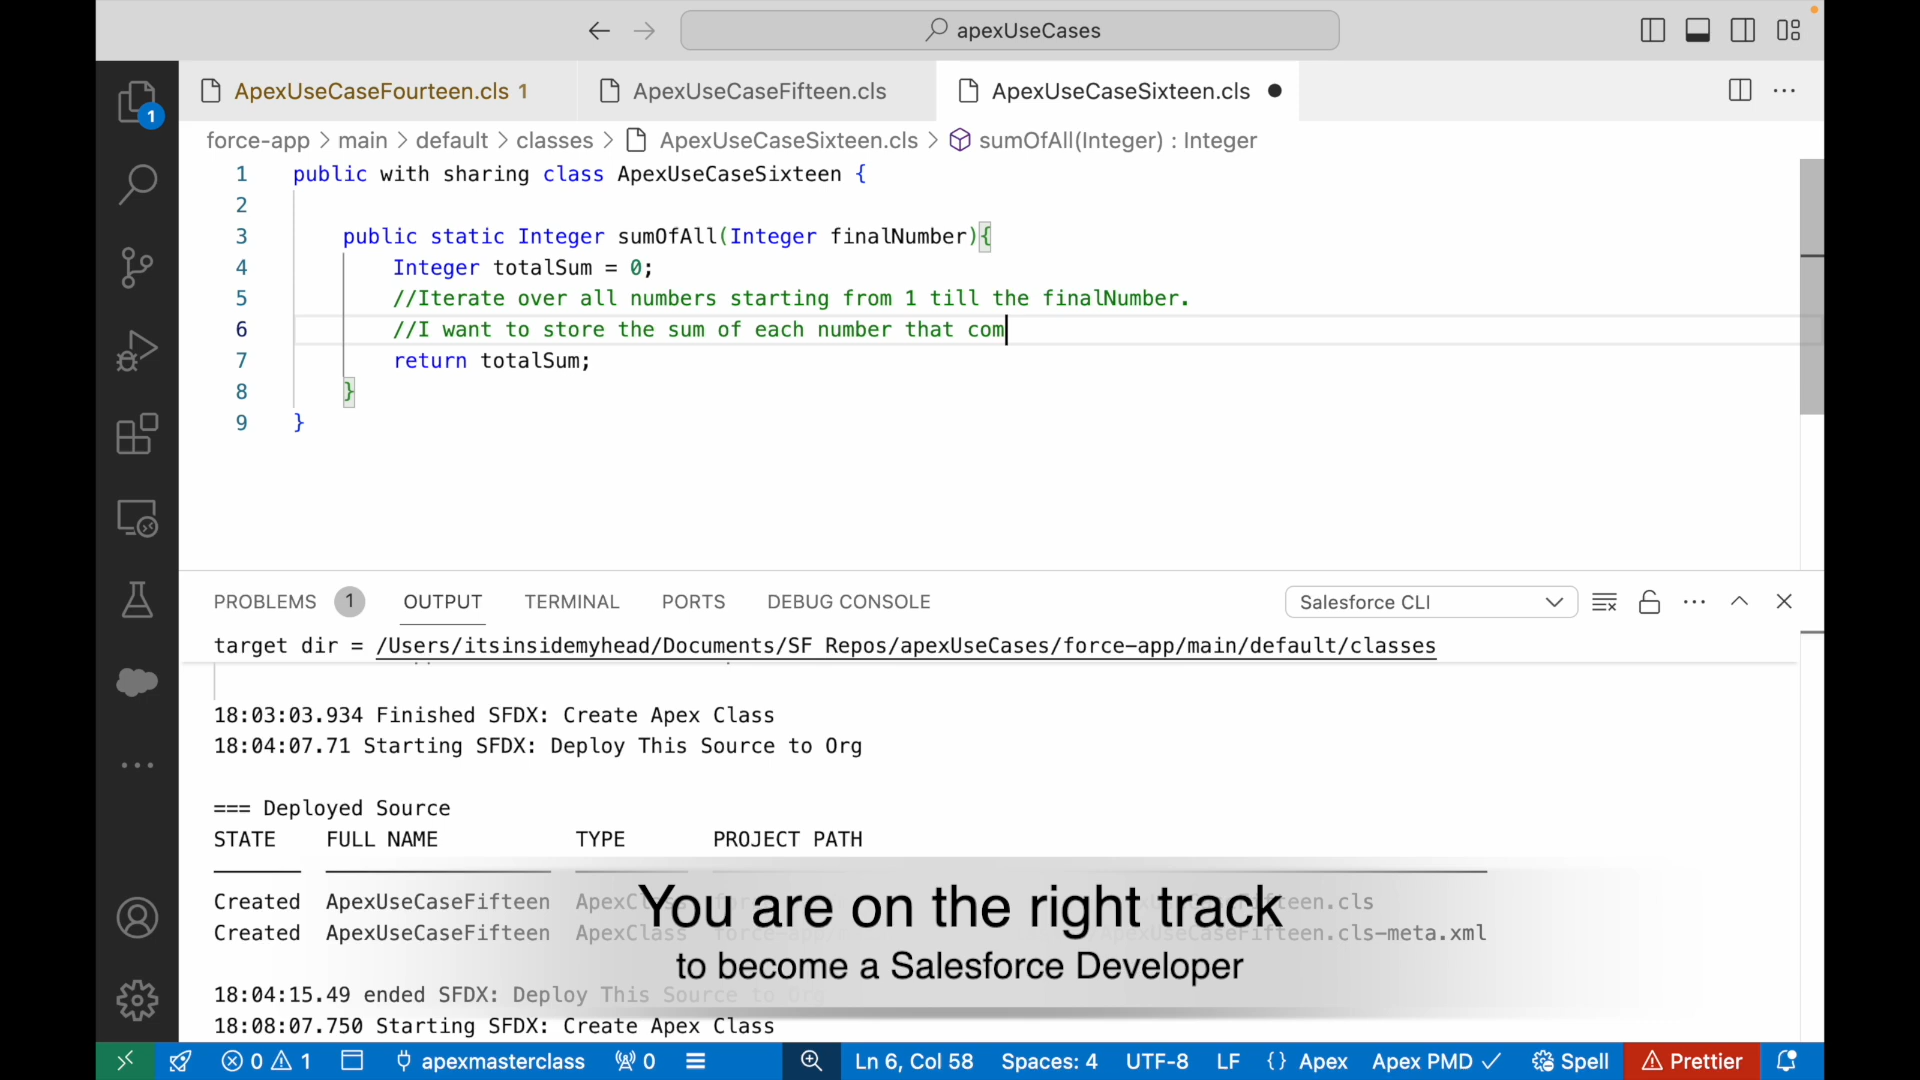 apexUseCases
ApexUseCaseFourteen.cls 1
ApexUseCaseFifteen.cls
ApexUseCaseSixteen.cls
force-app > main > default > classes > ApexUseCaseSixteen.cls > sumOfAll(Integer) : Integer
1 public with sharing class ApexUseCaseSixteen {
2
3 public static Integer sumOfAll(Integer finalNumber){
4 Integer totalSum = 0;
5 //Iterate over all numbers starting from 1 till the finalNumber.
6 //I want to store the sum of each number that com
7 return totalSum;
8 }
9 }
1
PROBLEMS 1 OUTPUT TERMINAL PORTS DEBUG CONSOLE
Salesforce CLI
target dir = /Users/itsinsidemyhead/Documents/SF Repos/apexUseCases/force-app/main/default/classes
18:03:03.934 Finished SFDX: Create Apex Class
18:04:07.71 Starting SFDX: Deploy This Source to Org
=== Deployed Source
STATE FULL NAME TYPE PROJECT PATH
Created ApexUseCaseFifteen
Created ApexUseCaseFifteen ApexClass ApexUseCaseFifteen.cls-meta.xml
You are on the right track
to become a Salesforce Developer
18:04:15.49 ended SFDX: Deploy This Source to Org
18:08:07.750 Starting SFDX: Create Apex Class
0 1 apexmasterclass 0 Ln 6, Col 58 Spaces: 4 UTF-8 LF {} Apex Apex PMD ✓ Spell Prettier